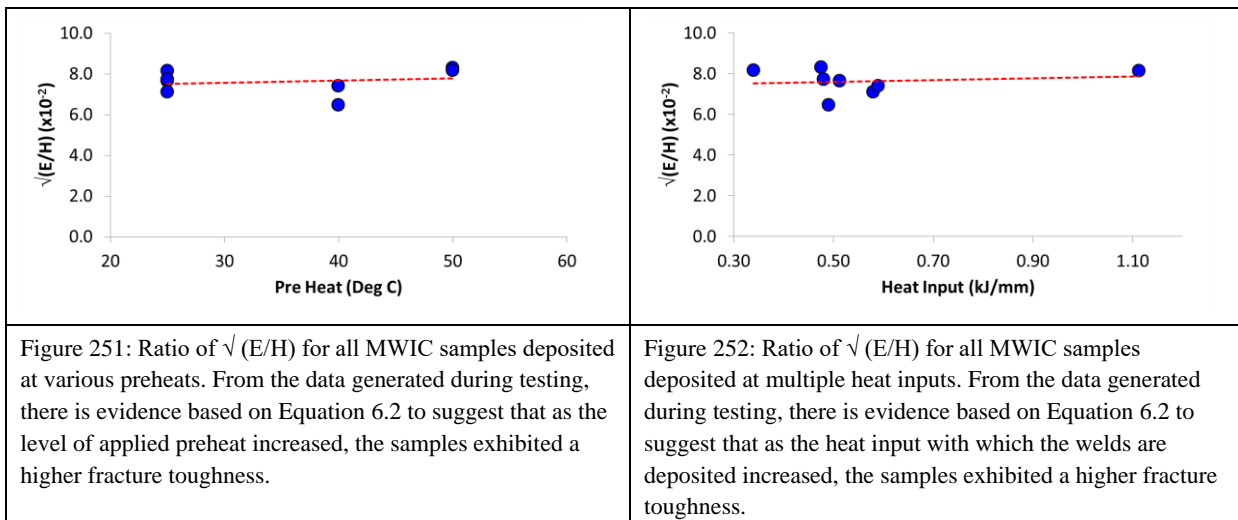 10.0
8.0
6.0
4.0
2.0
0.0
√(E/H) (x10⁻²)
20 30 40 50 60
Pre Heat (Deg C)
10.0
8.0
6.0
4.0
2.0
0.0
√(E/H) (x10⁻²)
0.30 0.50 0.70 0.90 1.10
Heat Input (kJ/mm)
Figure 251: Ratio of √ (E/H) for all MWIC samples deposited
at various preheats. From the data generated during testing,
there is evidence based on Equation 6.2 to suggest that as the
level of applied preheat increased, the samples exhibited a
higher fracture toughness.
Figure 252: Ratio of √ (E/H) for all MWIC samples
deposited at multiple heat inputs. From the data generated
during testing, there is evidence based on Equation 6.2 to
suggest that as the heat input with which the welds are
deposited increased, the samples exhibited a higher fracture
toughness.